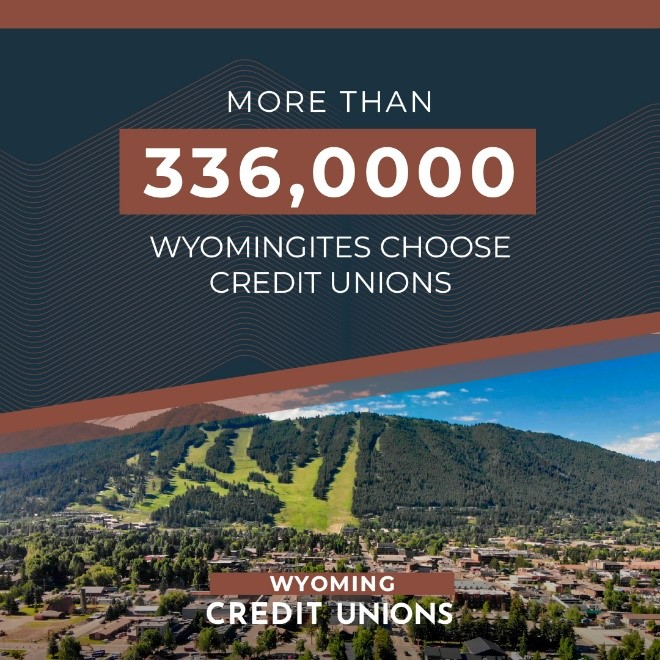 MORE THAN
336,0000
WYOMINGITES CHOOSE
CREDIT UNIONS
WYOMING
CREDIT UNIONS